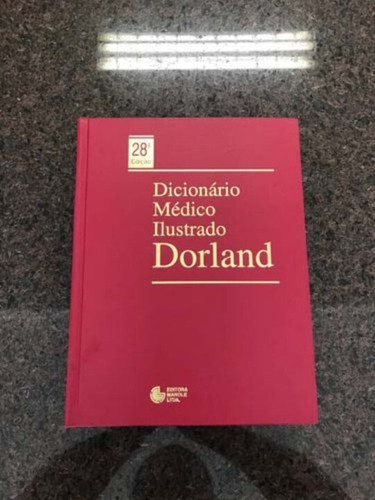 28ª
Edição
Dicionário
Médico
Ilustrado
Dorland
EDITORA
MANOLE
LTDA.